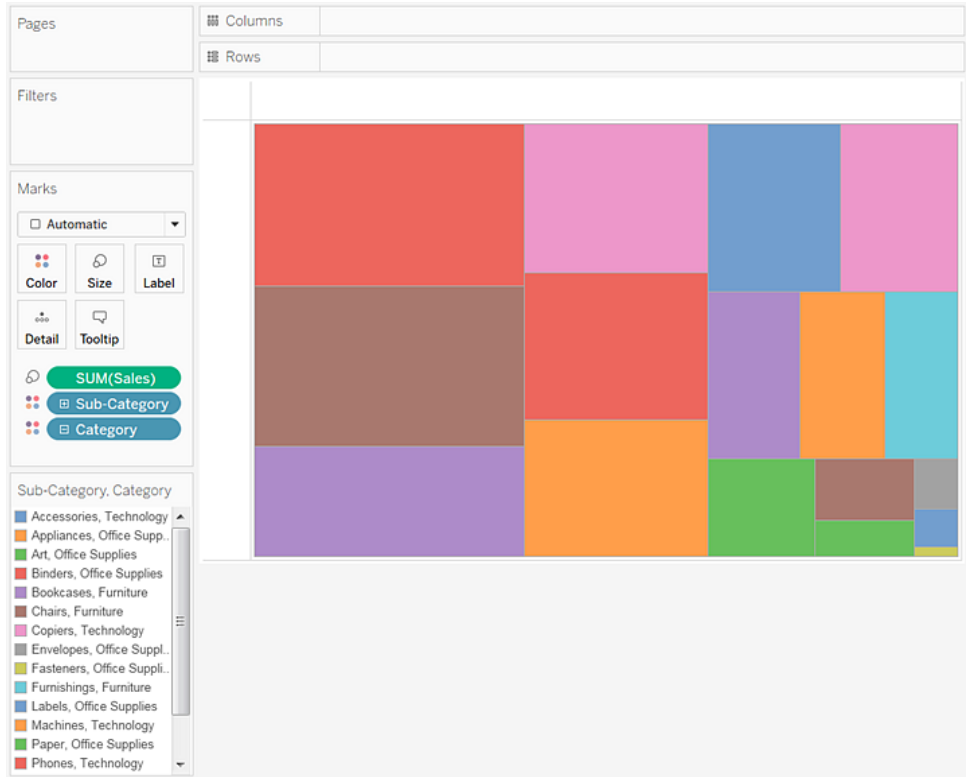 Pages
Columns
Rows
Filters
Marks
Automatic
Color
Size
Label
Detail
Tooltip
SUM(Sales)
Sub-Category
Category
Sub-Category, Category
Accessories, Technology
Appliances, Office Supp..
Art, Office Supplies
Binders, Office Supplies
Bookcases, Furniture
Chairs, Furniture
Copiers, Technology
Envelopes, Office Suppl..
Fasteners, Office Suppli..
Furnishings, Furniture
Labels, Office Supplies
Machines, Technology
Paper, Office Supplies
Phones, Technology